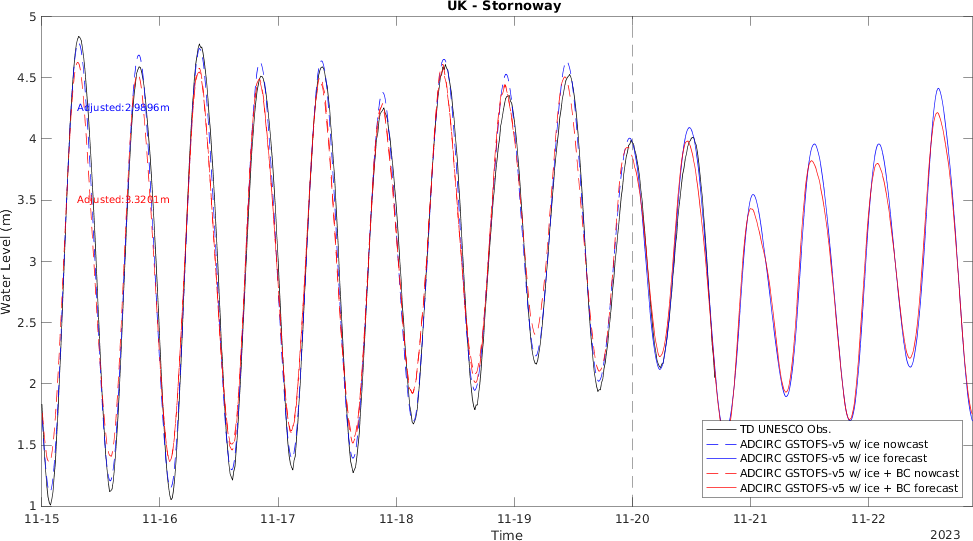 UK - Stornoway
5
4.5
4
3.5
3
2.5
2
1.5
1
Water Level (m)
Adjusted:2.9896m
Adjusted:3.3201m
TD UNESCO Obs.
ADCIRC GSTOFS-v5 w/ ice nowcast
ADCIRC GSTOFS-v5 w/ ice forecast
ADCIRC GSTOFS-v5 w/ ice + BC nowcast
ADCIRC GSTOFS-v5 w/ ice + BC forecast
11-15 11-16 11-17 11-18 11-19 11-20 11-21 11-22
Time
2023